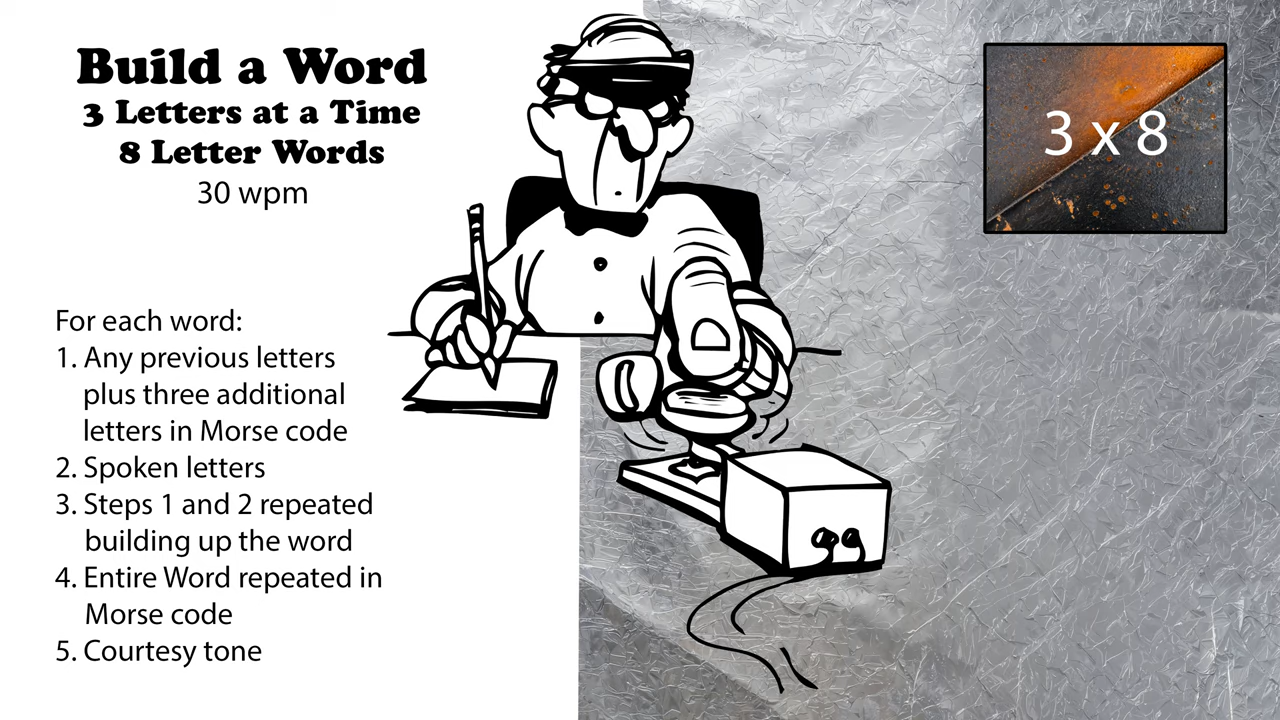 Build a Word
3 Letters at a Time
8 Letter Words
30 wpm
3 x 8
For each word:
1. Any previous letters
plus three additional
letters in Morse code
2. Spoken letters
3. Steps 1 and 2 repeated
building up the word
4. Entire Word repeated in
Morse code
5. Courtesy tone